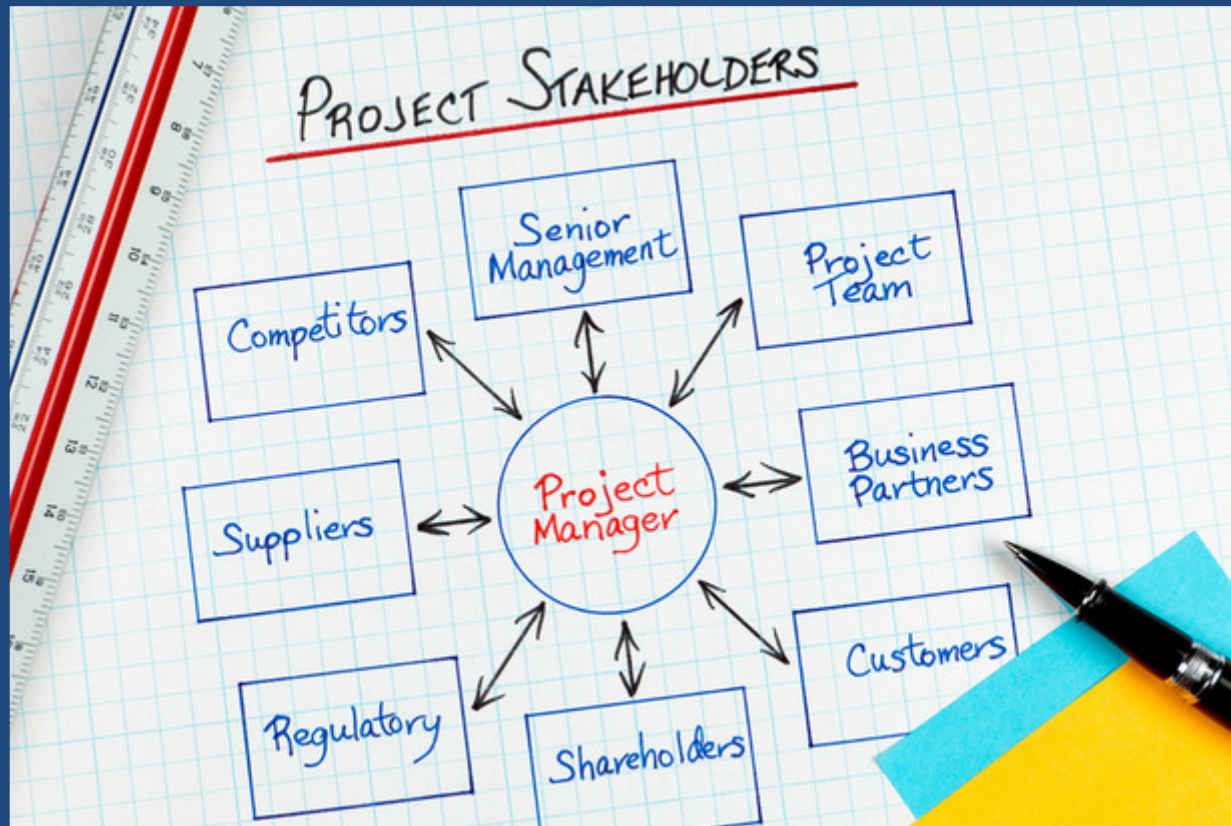 PROJECT STAKEHOLDERS
Senior
Management
Project
Team
Competitors
Business
Partners
Project
Manager
Suppliers
Customers
Regulatory
Shareholders